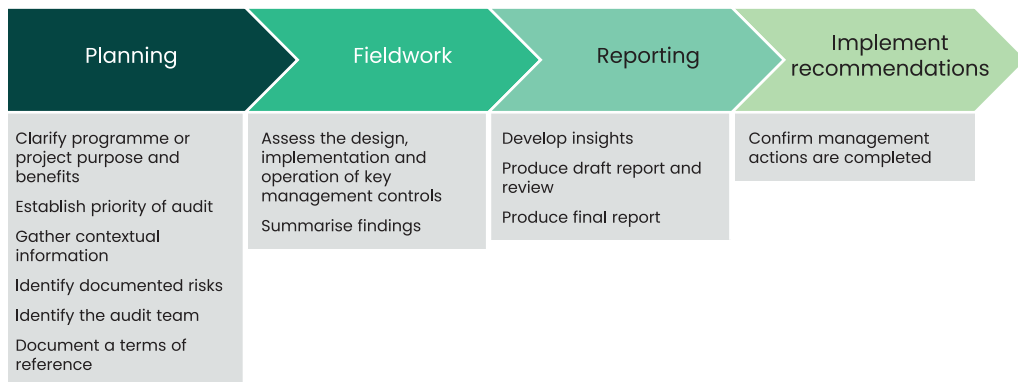 Planning
Fieldwork
Reporting
Implement
recommendations
Clarify programme or
project purpose and
benefits
Establish priority of audit
Gather contextual
information
Identify documented risks
Identify the audit team
Document a terms of
reference
Assess the design,
implementation and
operation of key
management controls
Summarise findings
Develop insights
Produce draft report and
review
Produce final report
Confirm management
actions are completed